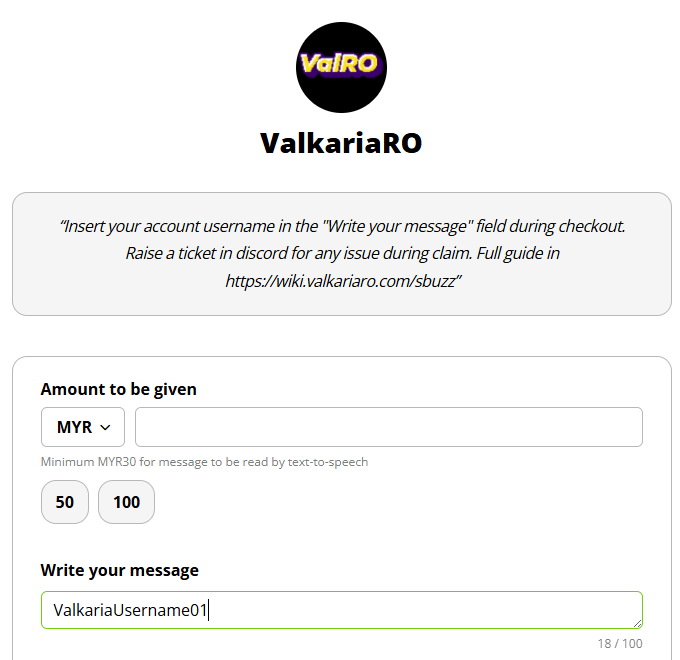 ValRO
ValkariaRO
“Insert your account username in the "Write your message" field during checkout.
Raise a ticket in discord for any issue during claim. Full guide in
https://wiki.valkariaro.com/sbuzz”
Amount to be given
MYR
Minimum MYR30 for message to be read by text-to-speech
50 100
Write your message
ValkariaUsername01
18 / 100